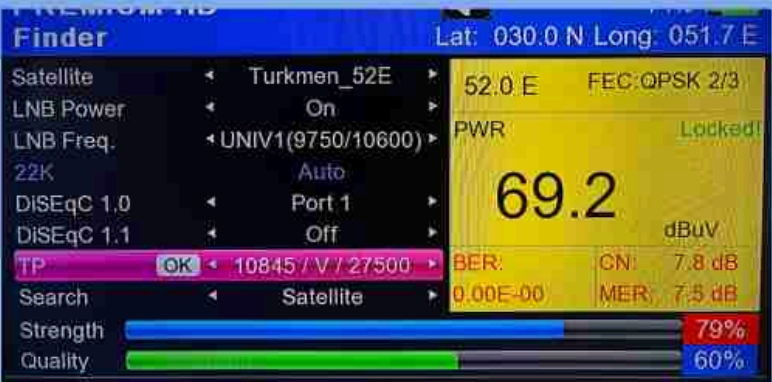 Finder
Lat: 030.0 N Long: 051.7 E
Satellite Turkmen_52E
LNB Power On
LNB Freq. UNIV1(9750/10600)
22K Auto
DiSEqC 1.0 Port 1
DiSEqC 1.1 Off
TP OK 10845 / V / 27500
Search Satellite
52.0 E FEC:QPSK 2/3
PWR Locked!
69.2
dBuV
BER: CN: 7.8 dB
0.00E-00 MER: 7.5 dB
Strength 79%
Quality 60%